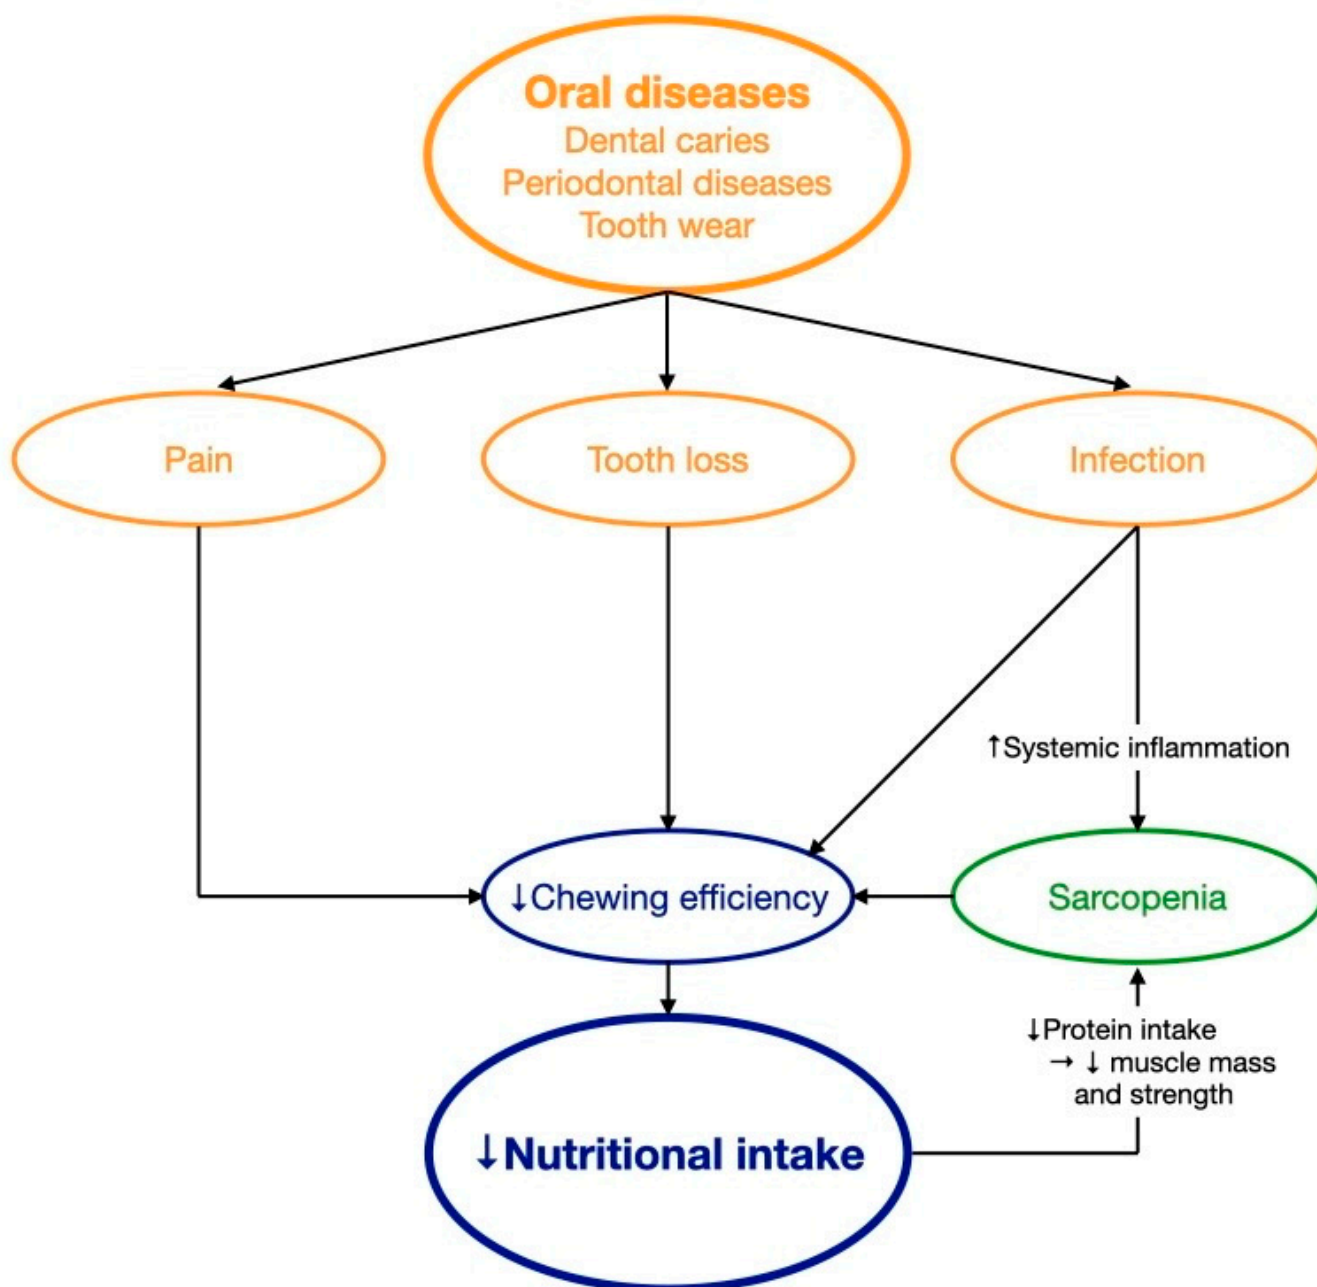 Oral diseases
Dental caries
Periodontal diseases
Tooth wear
Pain
Tooth loss
Infection
↑Systemic inflammation
↓Chewing efficiency
Sarcopenia
↓Protein intake
→ ↓ muscle mass
and strength
↓Nutritional intake